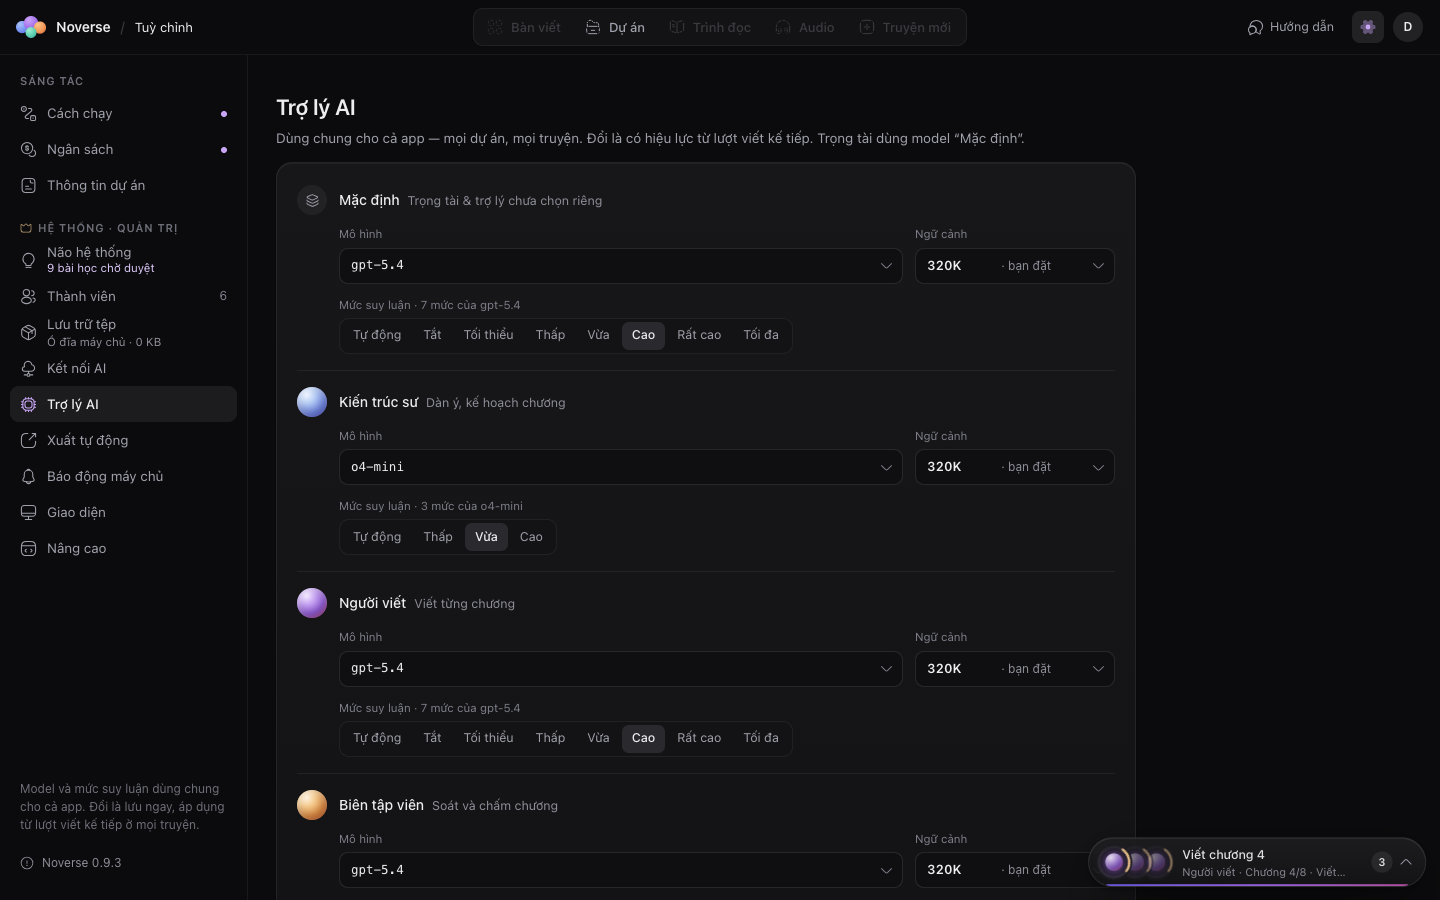 Noverse / Tuỳ chỉnh
Bàn viết
Dự án
Trình đọc
Audio
Truyện mới
Hướng dẫn
D
SÁNG TÁC
Cách chạy
Ngân sách
Thông tin dự án
HỆ THỐNG · QUẢN TRỊ
Não hệ thống
9 bài học chờ duyệt
Thành viên 6
Lưu trữ tệp
Ổ đĩa máy chủ · 0 KB
Kết nối AI
Trợ lý AI
Xuất tự động
Báo động máy chủ
Giao diện
Nâng cao
Model và mức suy luận dùng chung
cho cả app. Đổi là lưu ngay, áp dụng
từ lượt viết kế tiếp ở mọi truyện.
Noverse 0.9.3
Trợ lý AI
Dùng chung cho cả app — mọi dự án, mọi truyện. Đổi là có hiệu lực từ lượt viết kế tiếp. Trọng tài dùng model “Mặc định”.
Mặc định Trọng tài & trợ lý chưa chọn riêng
Mô hình Ngữ cảnh
gpt-5.4 320K · bạn đặt
Mức suy luận · 7 mức của gpt-5.4
Tự động Tắt Tối thiểu Thấp Vừa Cao Rất cao Tối đa
Kiến trúc sư Dàn ý, kế hoạch chương
Mô hình Ngữ cảnh
o4-mini 320K · bạn đặt
Mức suy luận · 3 mức của o4-mini
Tự động Thấp Vừa Cao
Người viết Viết từng chương
Mô hình Ngữ cảnh
gpt-5.4 320K · bạn đặt
Mức suy luận · 7 mức của gpt-5.4
Tự động Tắt Tối thiểu Thấp Vừa Cao Rất cao Tối đa
Biên tập viên Soát và chấm chương
Mô hình Ngữ cảnh
gpt-5.4 320K · bạn đặt
Viết chương 4
Người viết · Chương 4/8 · Viết…
3